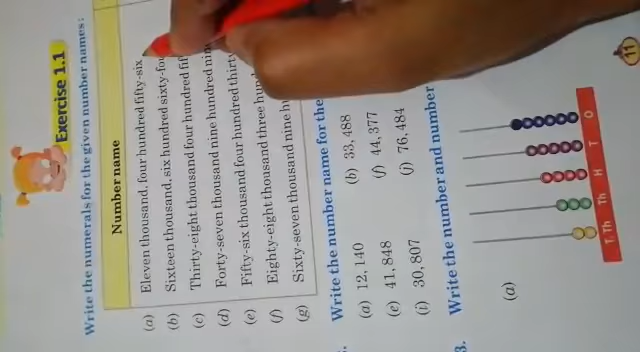 Exercise 1.1
Write the numerals for the given number names:
Number name
(a) Eleven thousand, four hundred fifty-six
(b) Sixteen thousand, six hundred sixty-fou
(c) Thirty-eight thousand four hundred fif
(d) Forty-seven thousand nine hundred nin
(e) Fifty-six thousand four hundred thirt
(f) Eighty-eight thousand three hun
(g) Sixty-seven thousand nine hu
Write the number name for the
(a) 12,140 (b) 33,488
(e) 41,848 (f) 44,377
(i) 30,807 (j) 76,484
3. Write the number and number
(a)
T. Th Th H T O
11